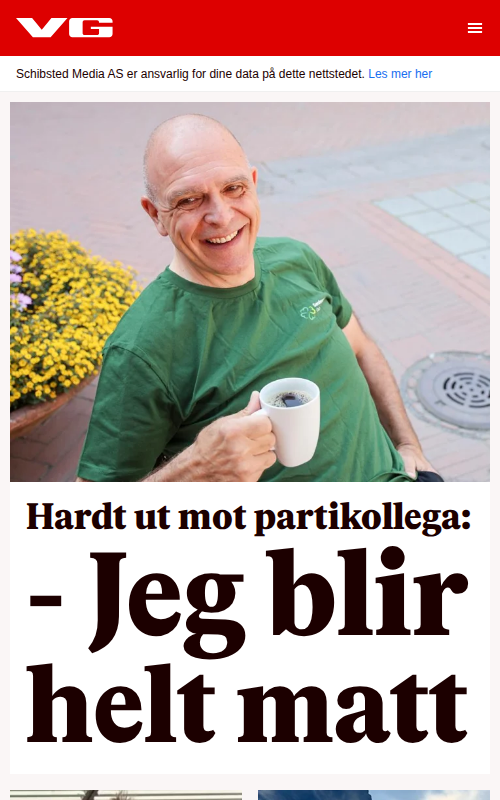 VG
Schibsted Media AS er ansvarlig for dine data på dette nettstedet. Les mer her
Hardt ut mot partikollega:
- Jeg blir
helt matt